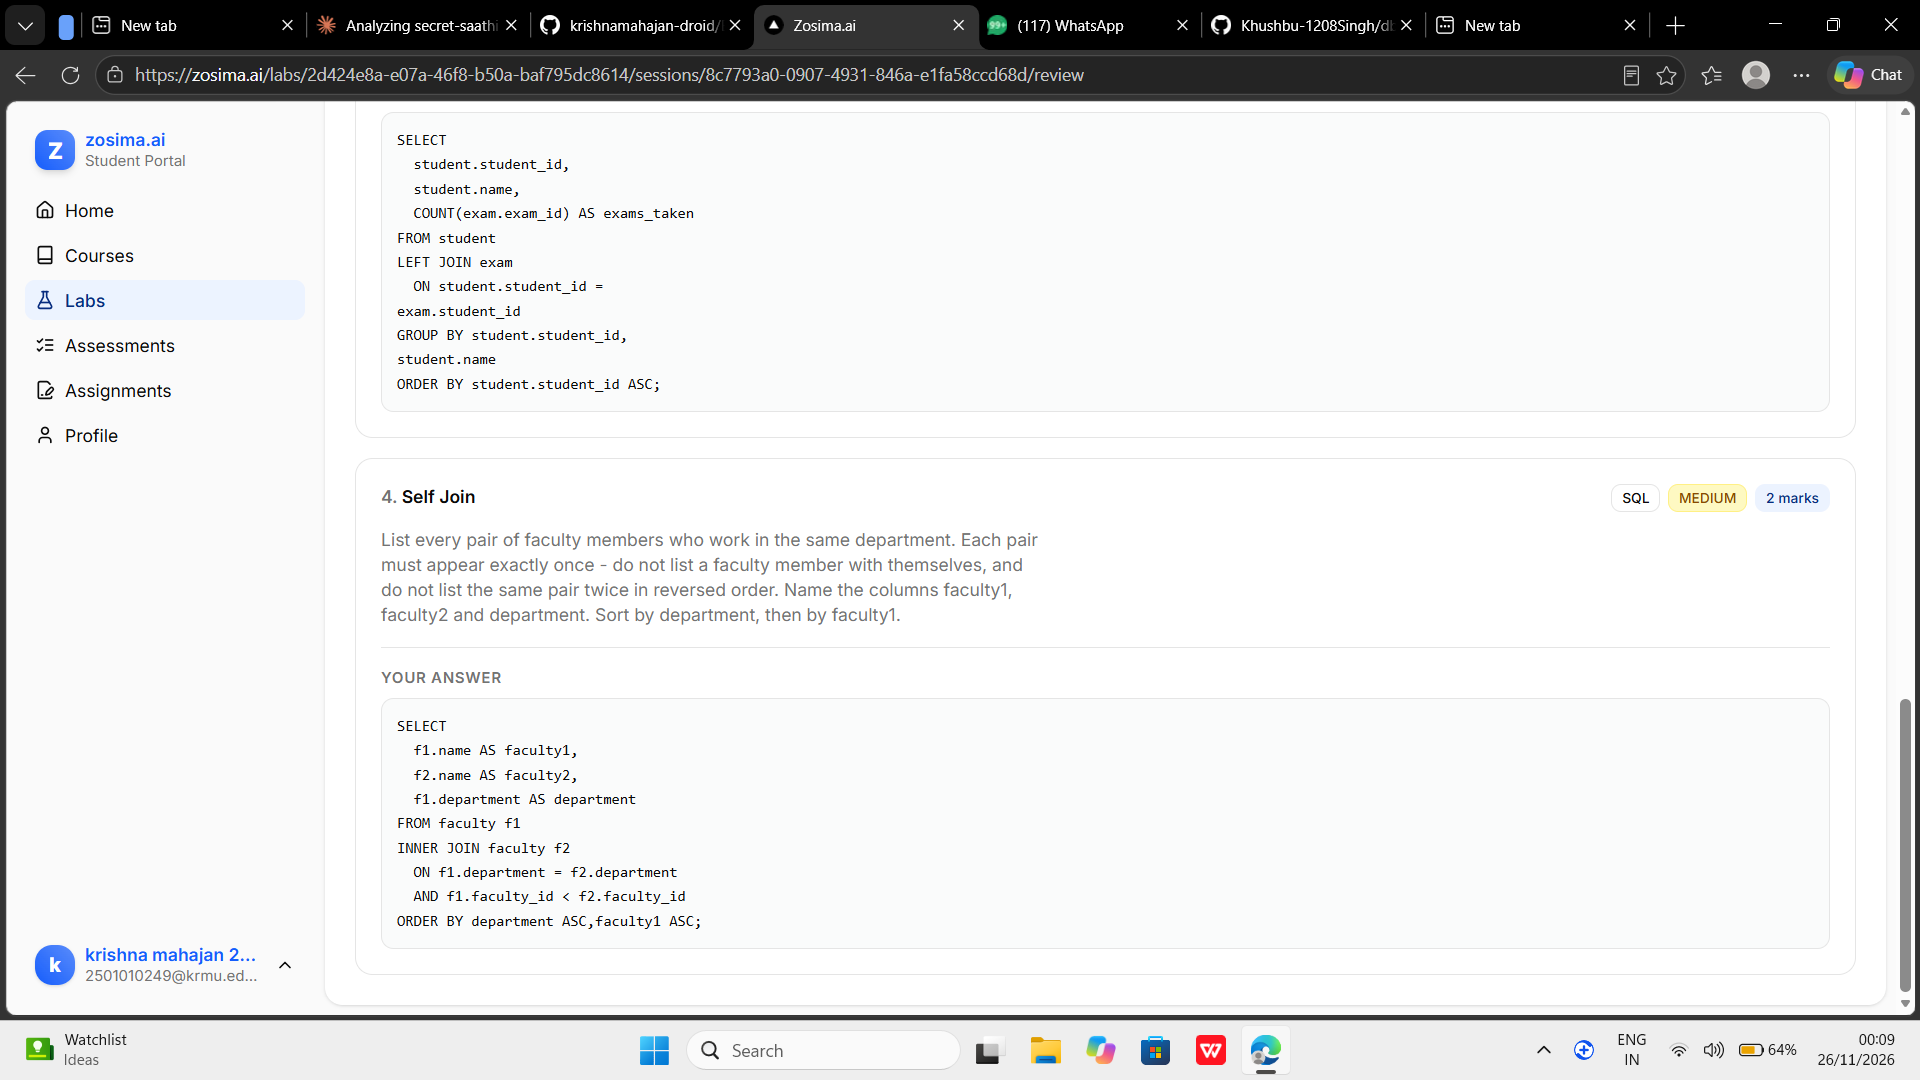 New tab
Analyzing secret-saathi
krishnamahajan-droid/
Zosima.ai
(117) WhatsApp
Khushbu-1208Singh/db
New tab
https://zosima.ai/labs/2d424e8a-e07a-46f8-b50a-baf795dc8614/sessions/8c7793a0-0907-4931-846a-e1fa58ccd68d/review
Chat
Z
zosima.ai
Student Portal
Home
Courses
Labs
Assessments
Assignments
Profile
SELECT
student.student_id,
student.name,
COUNT(exam.exam_id) AS exams_taken
FROM student
LEFT JOIN exam
ON student.student_id =
exam.student_id
GROUP BY student.student_id,
student.name
ORDER BY student.student_id ASC;
4. Self Join
SQL
MEDIUM
2 marks
List every pair of faculty members who work in the same department. Each pair
must appear exactly once - do not list a faculty member with themselves, and
do not list the same pair twice in reversed order. Name the columns faculty1,
faculty2 and department. Sort by department, then by faculty1.
YOUR ANSWER
SELECT
f1.name AS faculty1,
f2.name AS faculty2,
f1.department AS department
FROM faculty f1
INNER JOIN faculty f2
ON f1.department = f2.department
AND f1.faculty_id < f2.faculty_id
ORDER BY department ASC,faculty1 ASC;
k
krishna mahajan 2...
2501010249@krmu.ed...
Watchlist
Ideas
Search
ENG
IN
64%
00:09
26/11/2026